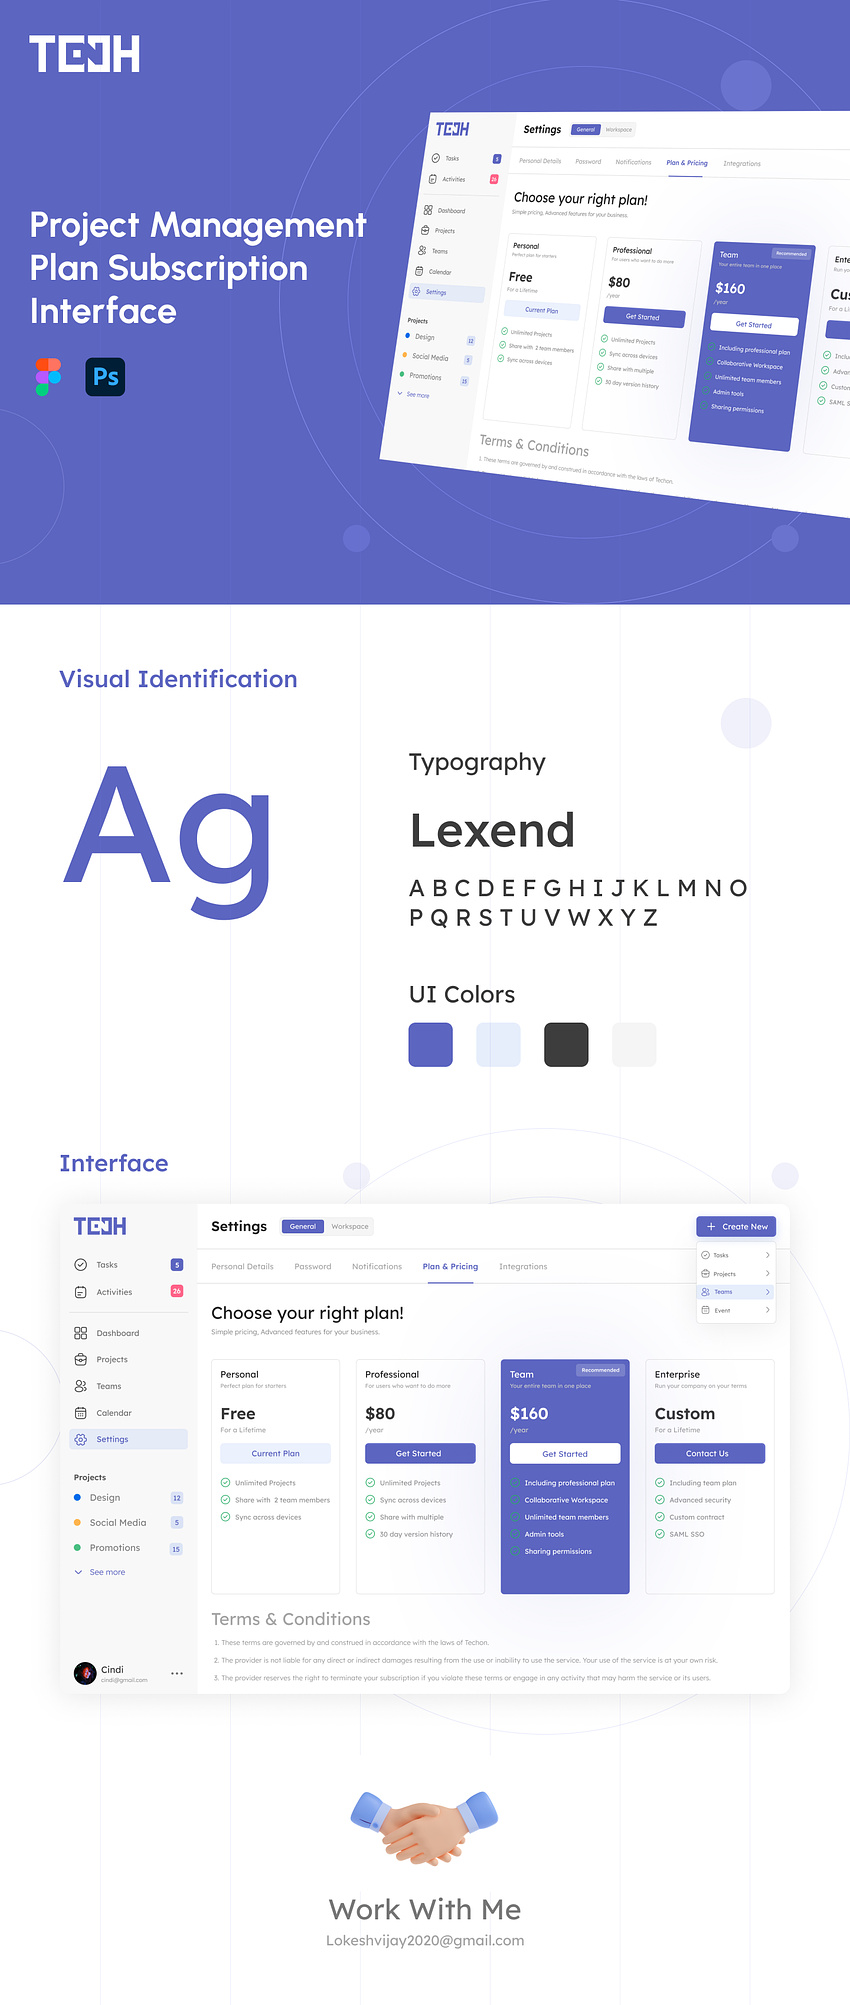 TECH
Project Management
Plan Subscription
Interface
Ps
TECH
Settings
General
Workspace
Tasks
5
Activities
26
Personal Details
Password
Notifications
Plan & Pricing
Integrations
Dashboard
Projects
Teams
Calendar
Settings
Projects
Design
12
Social Media
5
Promotions
15
See more
Choose your right plan!
Simple pricing, Advanced features for your business.
Personal
Perfect plan for starters
Free
For a Lifetime
Current Plan
Unlimited Projects
Share with 2 team members
Sync across devices
Professional
For users who want to do more
$80
/year
Get Started
Unlimited Projects
Sync across devices
Share with multiple
30 day version history
Team
Recommended
Your entire team in one place
$160
/year
Get Started
Including professional plan
Collaborative Workspace
Unlimited team members
Admin tools
Sharing permissions
Ente
Run yo
Cus
For a Li
Includi
Advan
Custom
SAML S
Terms & Conditions
1. These terms are governed by and construed in accordance with the laws of Techon.
Visual Identification
Ag
Typography
Lexend
A B C D E F G H I J K L M N O
P Q R S T U V W X Y Z
UI Colors
Interface
TECH
Tasks
5
Activities
26
Dashboard
Projects
Teams
Calendar
Settings
Projects
Design
12
Social Media
5
Promotions
15
See more
Cindi
cindi@gmail.com
Settings
General
Workspace
Create New
Tasks
Projects
Teams
Event
Personal Details
Password
Notifications
Plan & Pricing
Integrations
Choose your right plan!
Simple pricing, Advanced features for your business.
Personal
Perfect plan for starters
Free
For a Lifetime
Current Plan
Unlimited Projects
Share with 2 team members
Sync across devices
Professional
For users who want to do more
$80
/year
Get Started
Unlimited Projects
Sync across devices
Share with multiple
30 day version history
Team
Recommended
Your entire team in one place
$160
/year
Get Started
Including professional plan
Collaborative Workspace
Unlimited team members
Admin tools
Sharing permissions
Enterprise
Run your company on your terms
Custom
For a Lifetime
Contact Us
Including team plan
Advanced security
Custom contract
SAML SSO
Terms & Conditions
1. These terms are governed by and construed in accordance with the laws of Techon.
2. The provider is not liable for any direct or indirect damages resulting from the use or inability to use the service. Your use of the service is at your own risk.
3. The provider reserves the right to terminate your subscription if you violate these terms or engage in any activity that may harm the service or its users.
Work With Me
Lokeshvijay2020@gmail.com